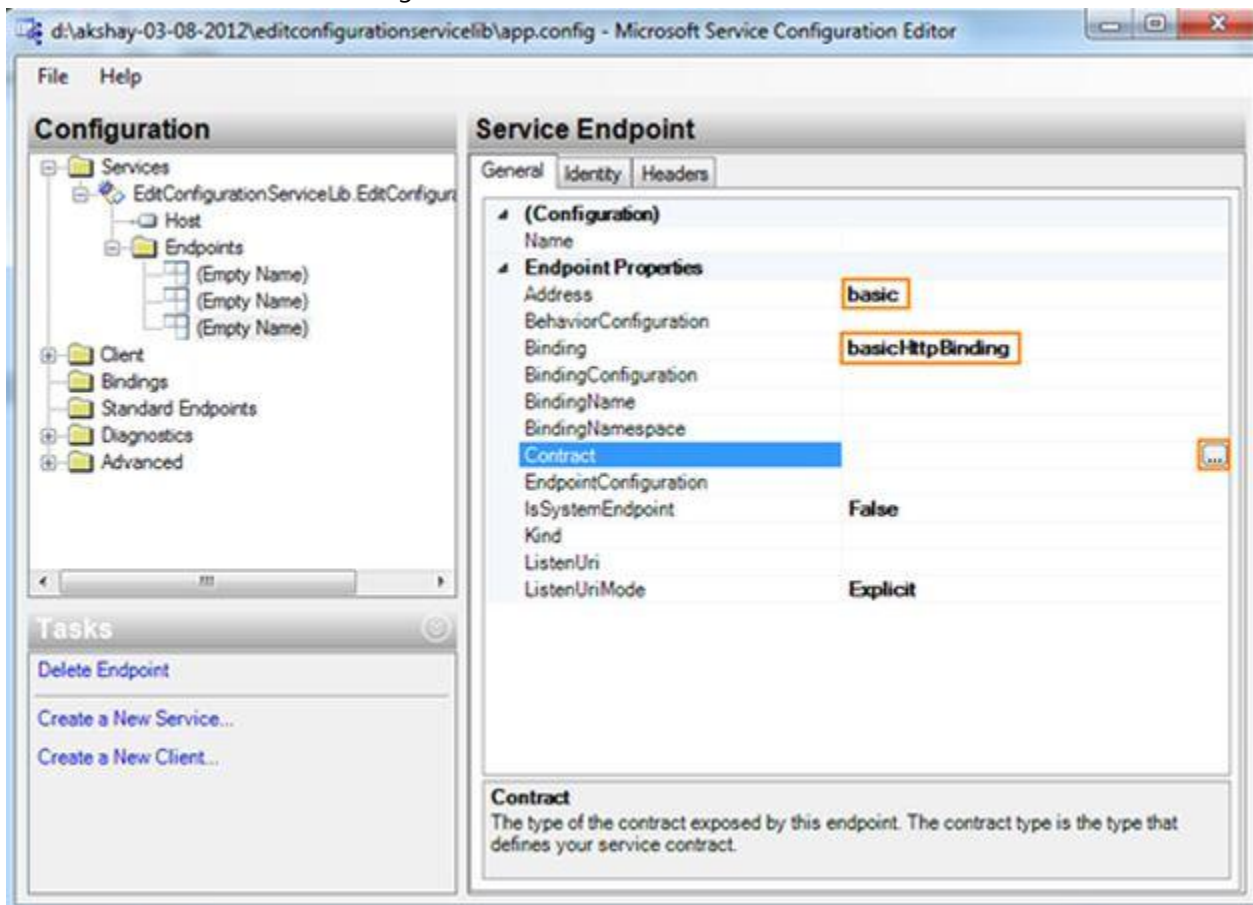 d:\akshay-03-08-2012\editconfigurationservicelib\app.config - Microsoft Service Configuration Editor
File Help
Configuration
Services
EditConfigurationServiceLib.EditConfigura
Host
Endpoints
(Empty Name)
(Empty Name)
(Empty Name)
Client
Bindings
Standard Endpoints
Diagnostics
Advanced
Tasks
Delete Endpoint
Create a New Service...
Create a New Client...
Service Endpoint
General Identity Headers
(Configuration)
Name
Endpoint Properties
Address basic
BehaviorConfiguration
Binding basicHttpBinding
BindingConfiguration
BindingName
BindingNamespace
Contract ...
EndpointConfiguration
IsSystemEndpoint False
Kind
ListenUri
ListenUriMode Explicit
Contract
The type of the contract exposed by this endpoint. The contract type is the type that
defines your service contract.